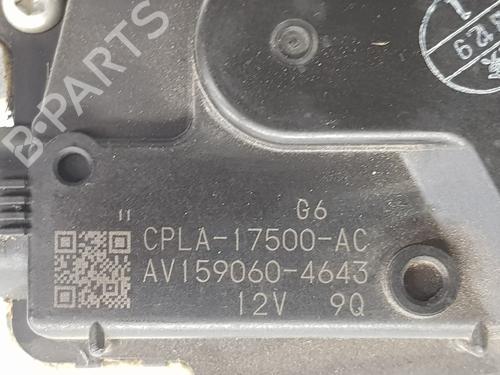 B-PARTS
G6
CPLA-17500-AC
AV159060-4643
12V 9Q